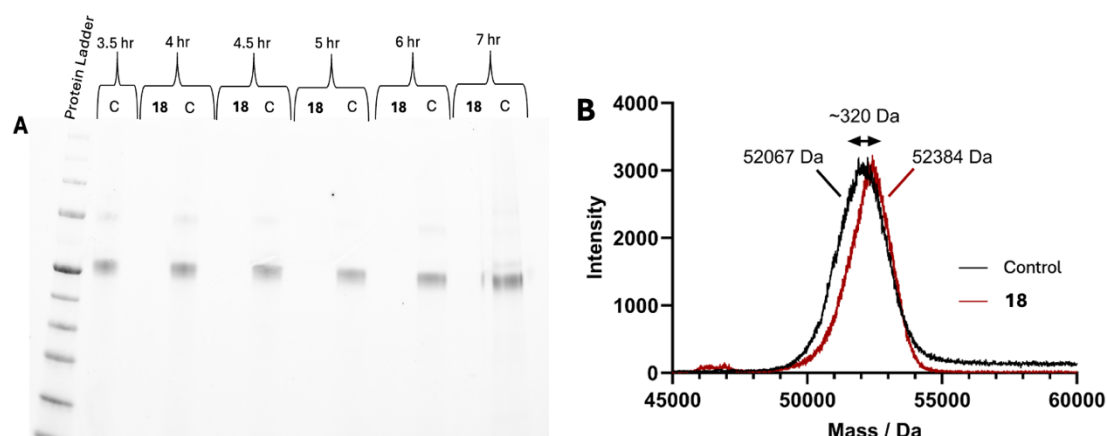 Protein Ladder
3.5 hr 4 hr 4.5 hr 5 hr 6 hr 7 hr
C 18 C 18 C 18 C 18 C 18 C
A
B
4000
3000
2000
1000
0
Intensity
~320 Da
52067 Da 52384 Da
Control
18
45000 50000 55000 60000
Mass / Da